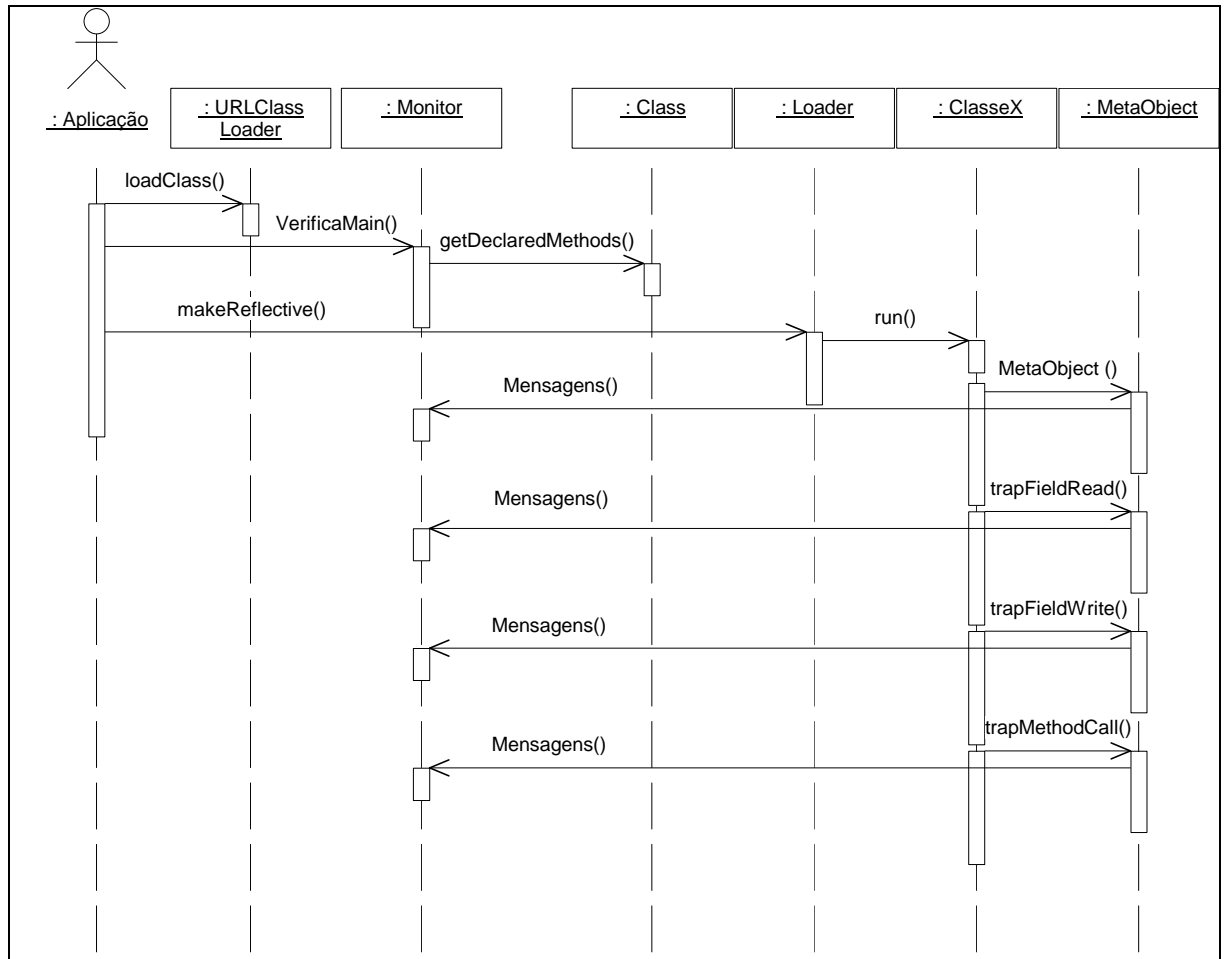 : Aplicação
: URLClass
Loader
: Monitor
: Class
: Loader
: ClasseX
: MetaObject
loadClass()
VerificaMain()
getDeclaredMethods()
makeReflective()
run()
MetaObject ()
Mensagens()
trapFieldRead()
Mensagens()
trapFieldWrite()
Mensagens()
trapMethodCall()
Mensagens()